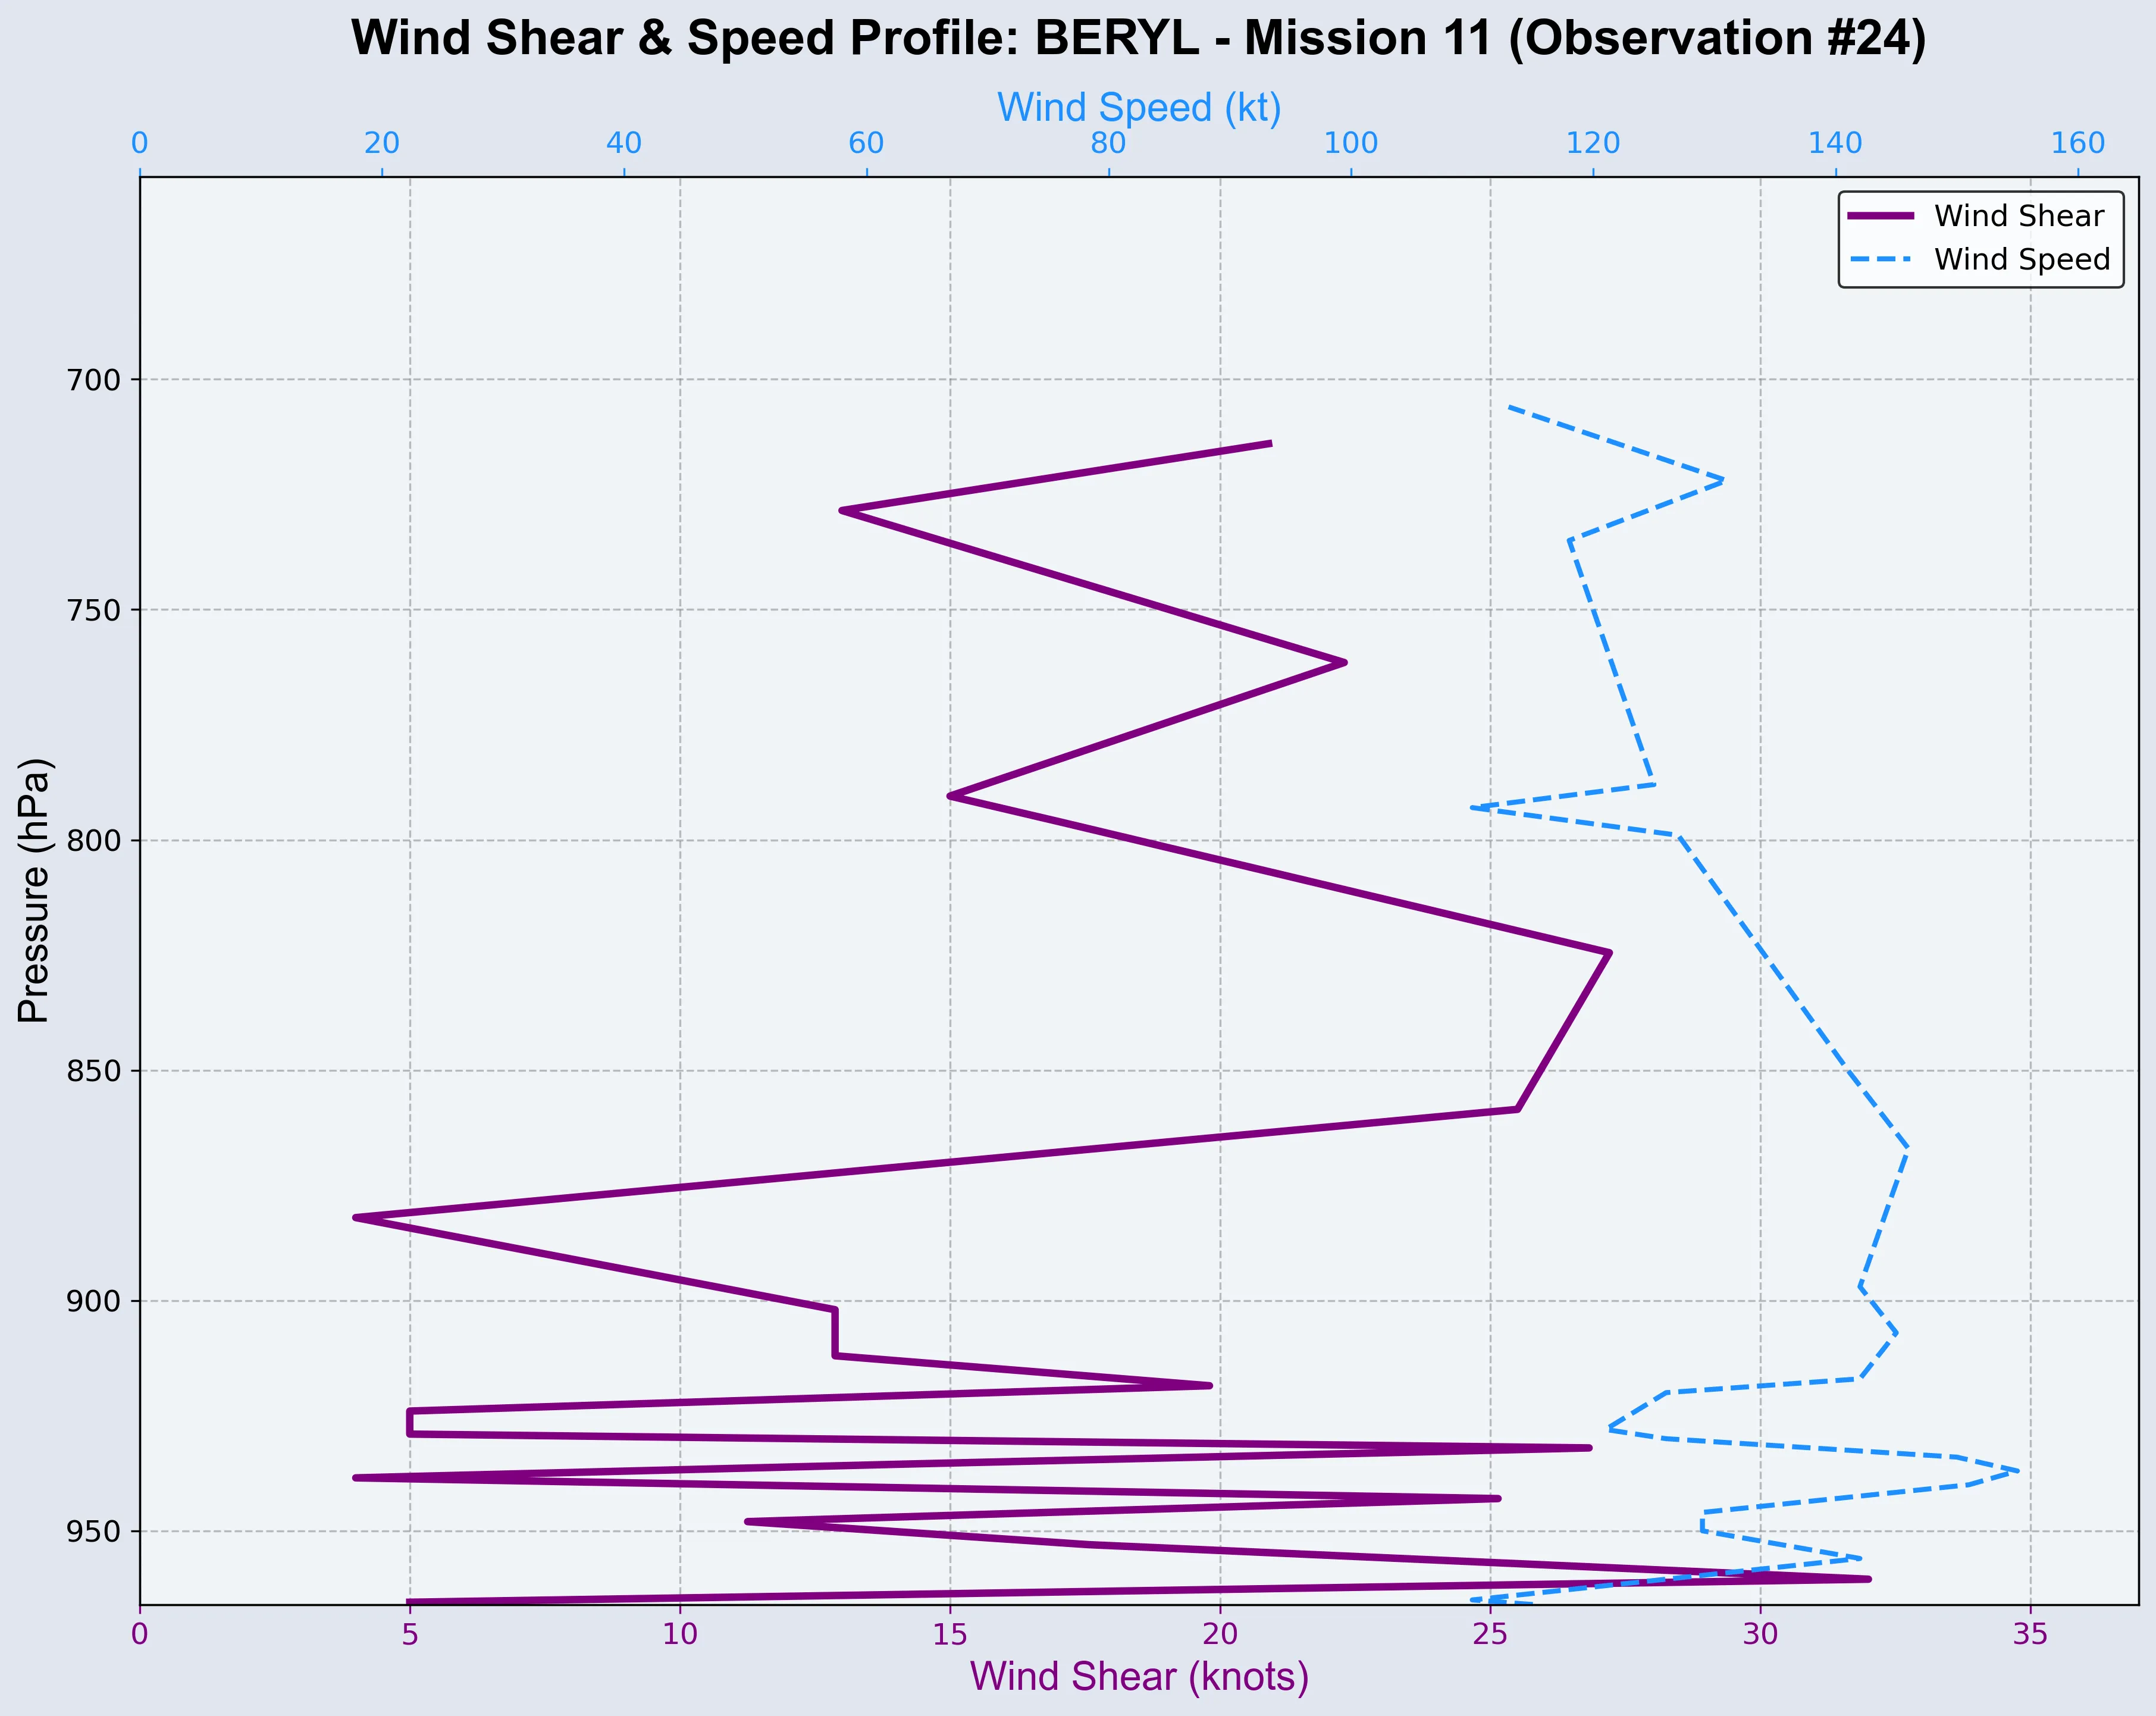 Wind Shear & Speed Profile: BERYL - Mission 11 (Observation #24)
Wind Speed (kt)
0 20 40 60 80 100 120 140 160
Wind Shear
Wind Speed
700
750
800
850
900
950
Pressure (hPa)
0 5 10 15 20 25 30 35
Wind Shear (knots)